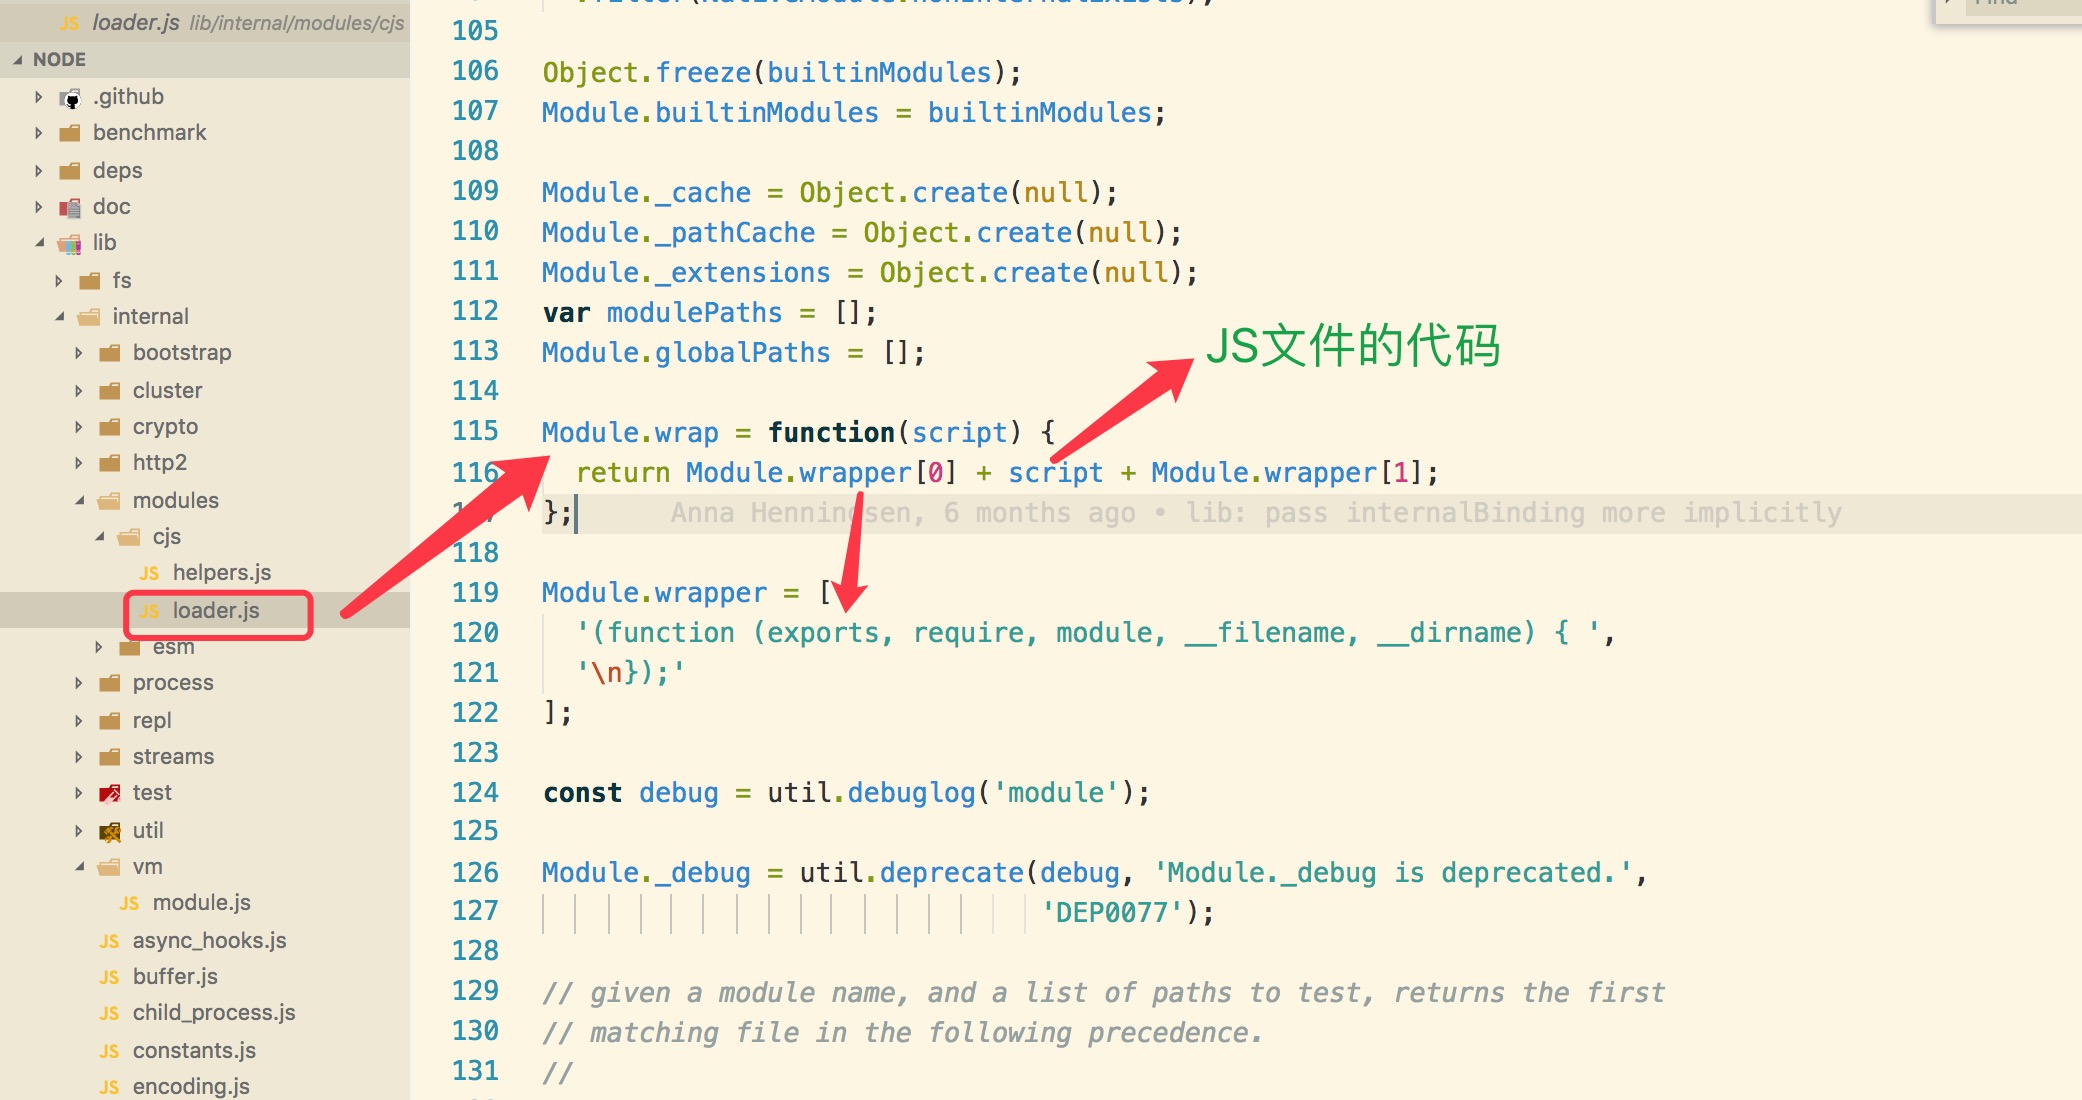 JS loader.js lib/internal/modules/cjs
NODE
.github
benchmark
deps
doc
lib
fs
internal
bootstrap
cluster
crypto
http2
modules
cjs
JS helpers.js
JS loader.js
esm
process
repl
streams
test
util
vm
JS module.js
JS async_hooks.js
JS buffer.js
JS child_process.js
JS constants.js
JS encoding.js
105
106 Object.freeze(builtinModules);
107 Module.builtinModules = builtinModules;
108
109 Module._cache = Object.create(null);
110 Module._pathCache = Object.create(null);
111 Module._extensions = Object.create(null);
112 var modulePaths = [];
113 Module.globalPaths = [];
JS文件的代码
114
115 Module.wrap = function(script) {
116 return Module.wrapper[0] + script + Module.wrapper[1];
117 }; Anna Henningsen, 6 months ago • lib: pass internalBinding more implicitly
118
119 Module.wrapper = [
120 '(function (exports, require, module, __filename, __dirname) { ',
121 '\n});'
122 ];
123
124 const debug = util.debuglog('module');
125
126 Module._debug = util.deprecate(debug, 'Module._debug is deprecated.',
127 'DEP0077');
128
129 // given a module name, and a list of paths to test, returns the first
130 // matching file in the following precedence.
131 //